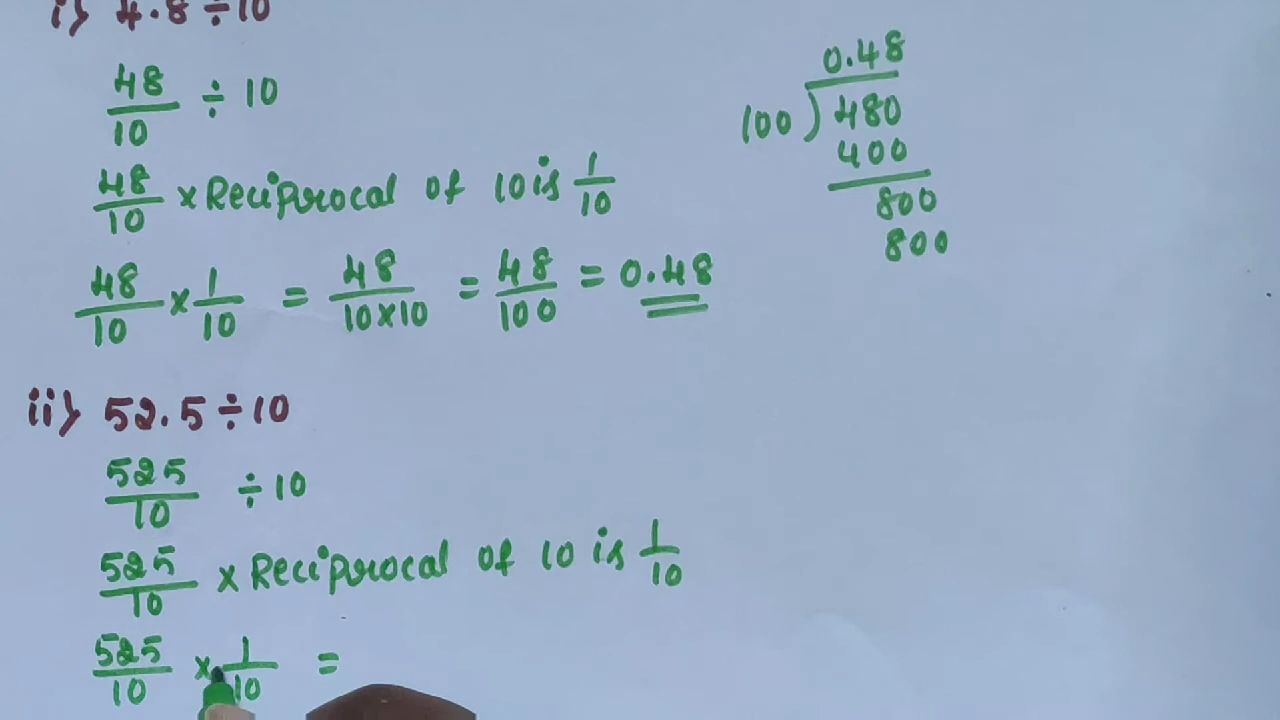 i) 4.8 ÷ 10
48/10 ÷ 10
48/10 × Reciprocal of 10 is 1/10
48/10 × 1/10 = 48/10×10 = 48/100 = 0.48
0.48
100 ) 480
400
800
800
ii) 52.5 ÷ 10
525/10 ÷ 10
525/10 × Reciprocal of 10 is 1/10
525/10 × 1/10 =